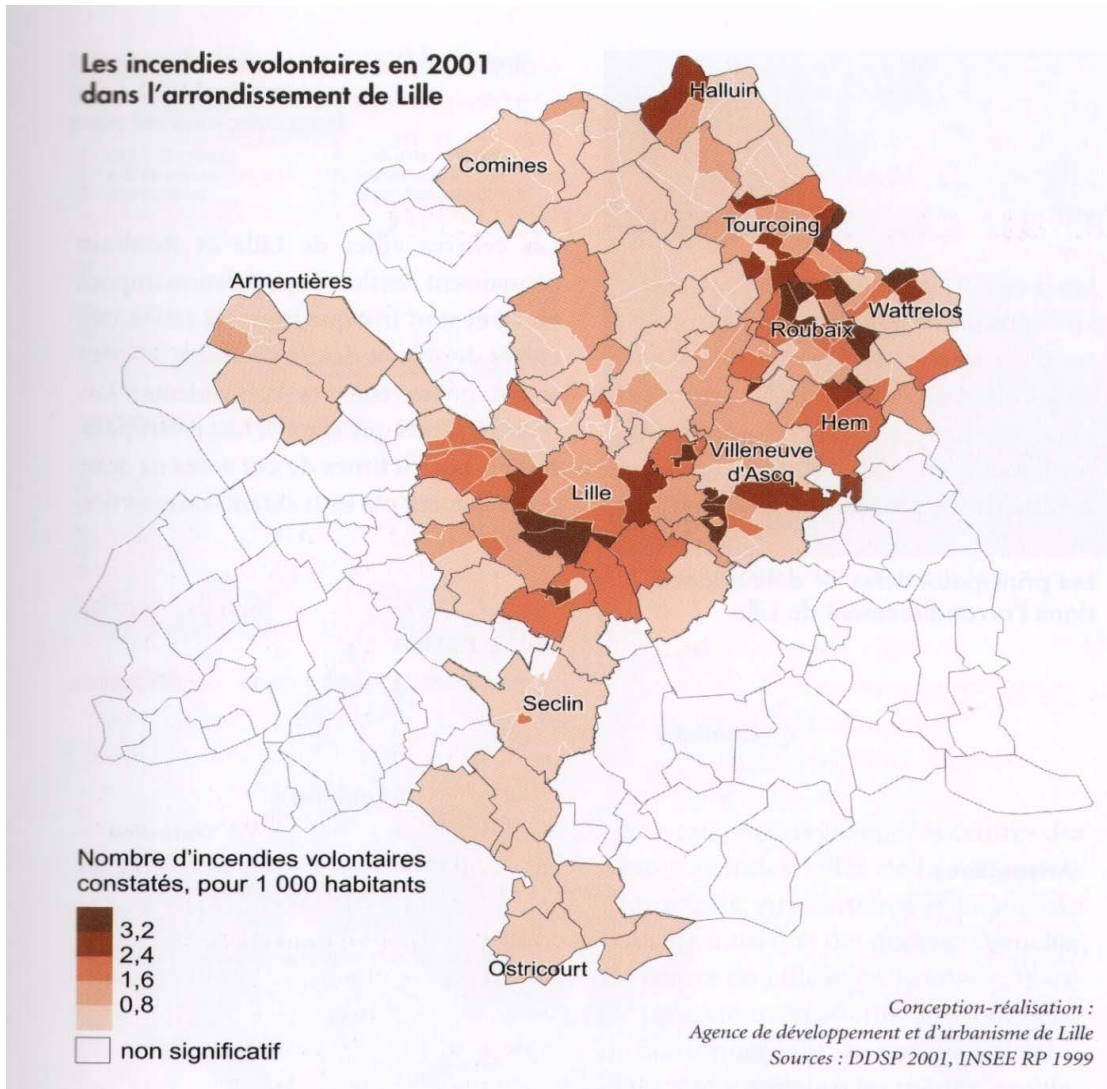 Les incendies volontaires en 2001
dans l'arrondissement de Lille
Halluin
Comines
Tourcoing
Armentières
Wattrelos
Roubaix
Hem
Villeneuve
d'Ascq
Lille
Seclin
Ostricourt
Nombre d'incendies volontaires
constatés, pour 1 000 habitants
3,2
2,4
1,6
0,8
non significatif
Conception-réalisation :
Agence de développement et d'urbanisme de Lille
Sources : DDSP 2001, INSEE RP 1999